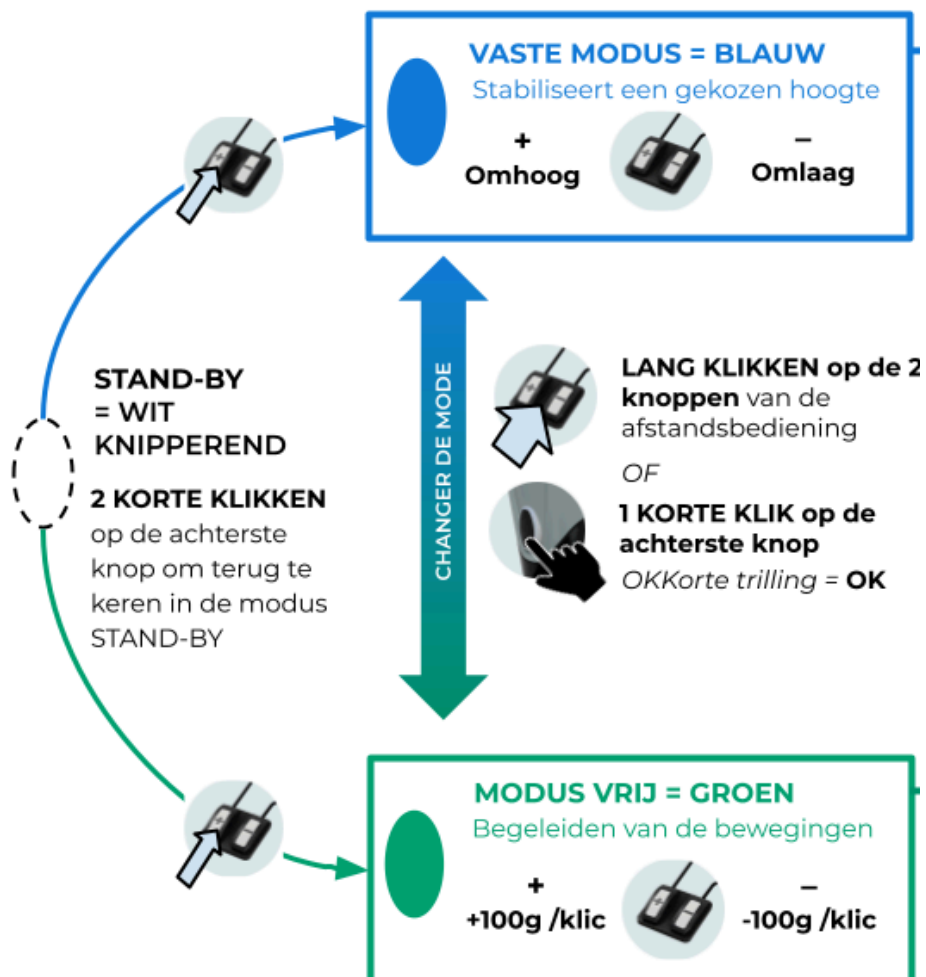 VASTE MODUS = BLAUW
Stabiliseert een gekozen hoogte
+
Omhoog
–
Omlaag
STAND-BY
= WIT
KNIPPEREND
2 KORTE KLIKKEN
op de achterste
knop om terug te
keren in de modus
STAND-BY
CHANGER DE MODE
LANG KLIKKEN op de 2
knoppen van de
afstandsbediening
OF
1 KORTE KLIK op de
achterste knop
OKKorte trilling = OK
MODUS VRIJ = GROEN
Begeleiden van de bewegingen
+
+100g /klic
–
-100g /klic